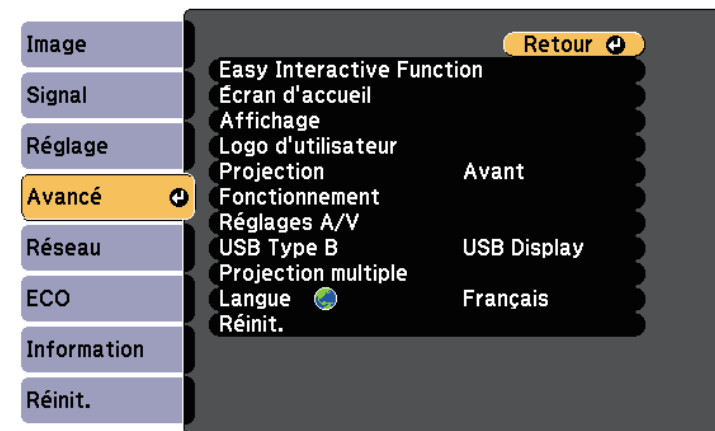 Image
Signal
Réglage
Avancé
Réseau
ECO
Information
Réinit.
Retour
Easy Interactive Function
Écran d'accueil
Affichage
Logo d'utilisateur
Projection Avant
Fonctionnement
Réglages A/V
USB Type B USB Display
Projection multiple
Langue Français
Réinit.